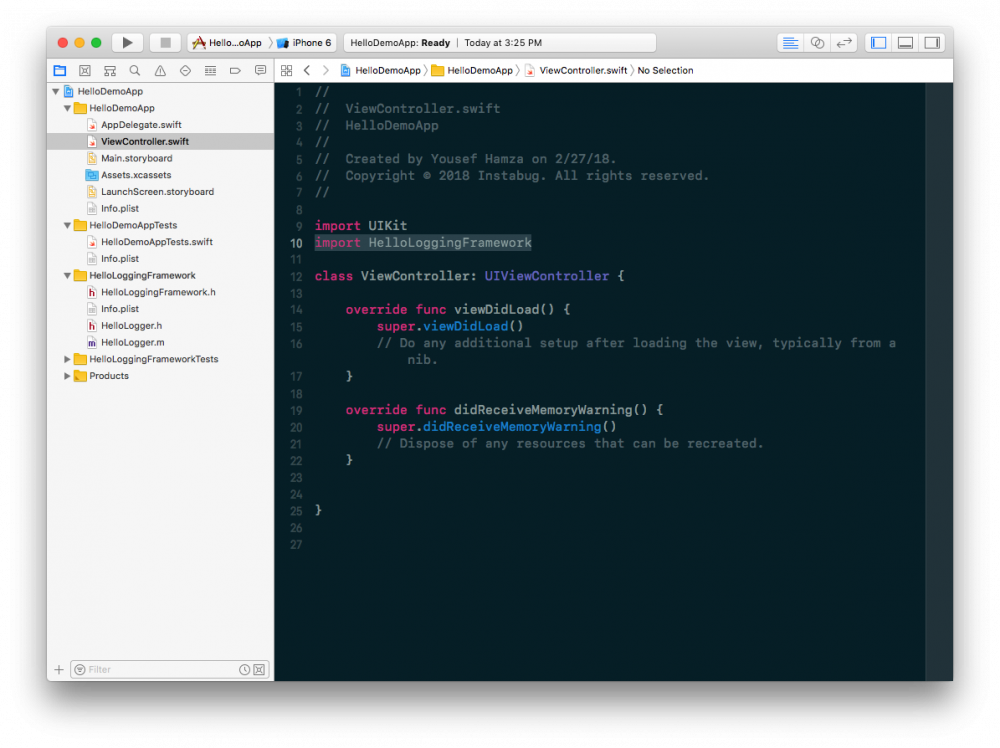 Hello...oApp iPhone 6 HelloDemoApp: Ready | Today at 3:25 PM
HelloDemoApp HelloDemoApp ViewController.swift No Selection
HelloDemoApp
HelloDemoApp
AppDelegate.swift
ViewController.swift
Main.storyboard
Assets.xcassets
LaunchScreen.storyboard
Info.plist
HelloDemoAppTests
HelloDemoAppTests.swift
Info.plist
HelloLoggingFramework
h HelloLoggingFramework.h
Info.plist
h HelloLogger.h
m HelloLogger.m
HelloLoggingFrameworkTests
Products
Filter
1 //
2 //  ViewController.swift
3 //  HelloDemoApp
4 //
5 //  Created by Yousef Hamza on 2/27/18.
6 //  Copyright © 2018 Instabug. All rights reserved.
7 //
8
9 import UIKit
10 import HelloLoggingFramework
11
12 class ViewController: UIViewController {
13
14     override func viewDidLoad() {
15         super.viewDidLoad()
16         // Do any additional setup after loading the view, typically from a
nib.
17     }
18
19     override func didReceiveMemoryWarning() {
20         super.didReceiveMemoryWarning()
21         // Dispose of any resources that can be recreated.
22     }
23
24
25 }
26
27